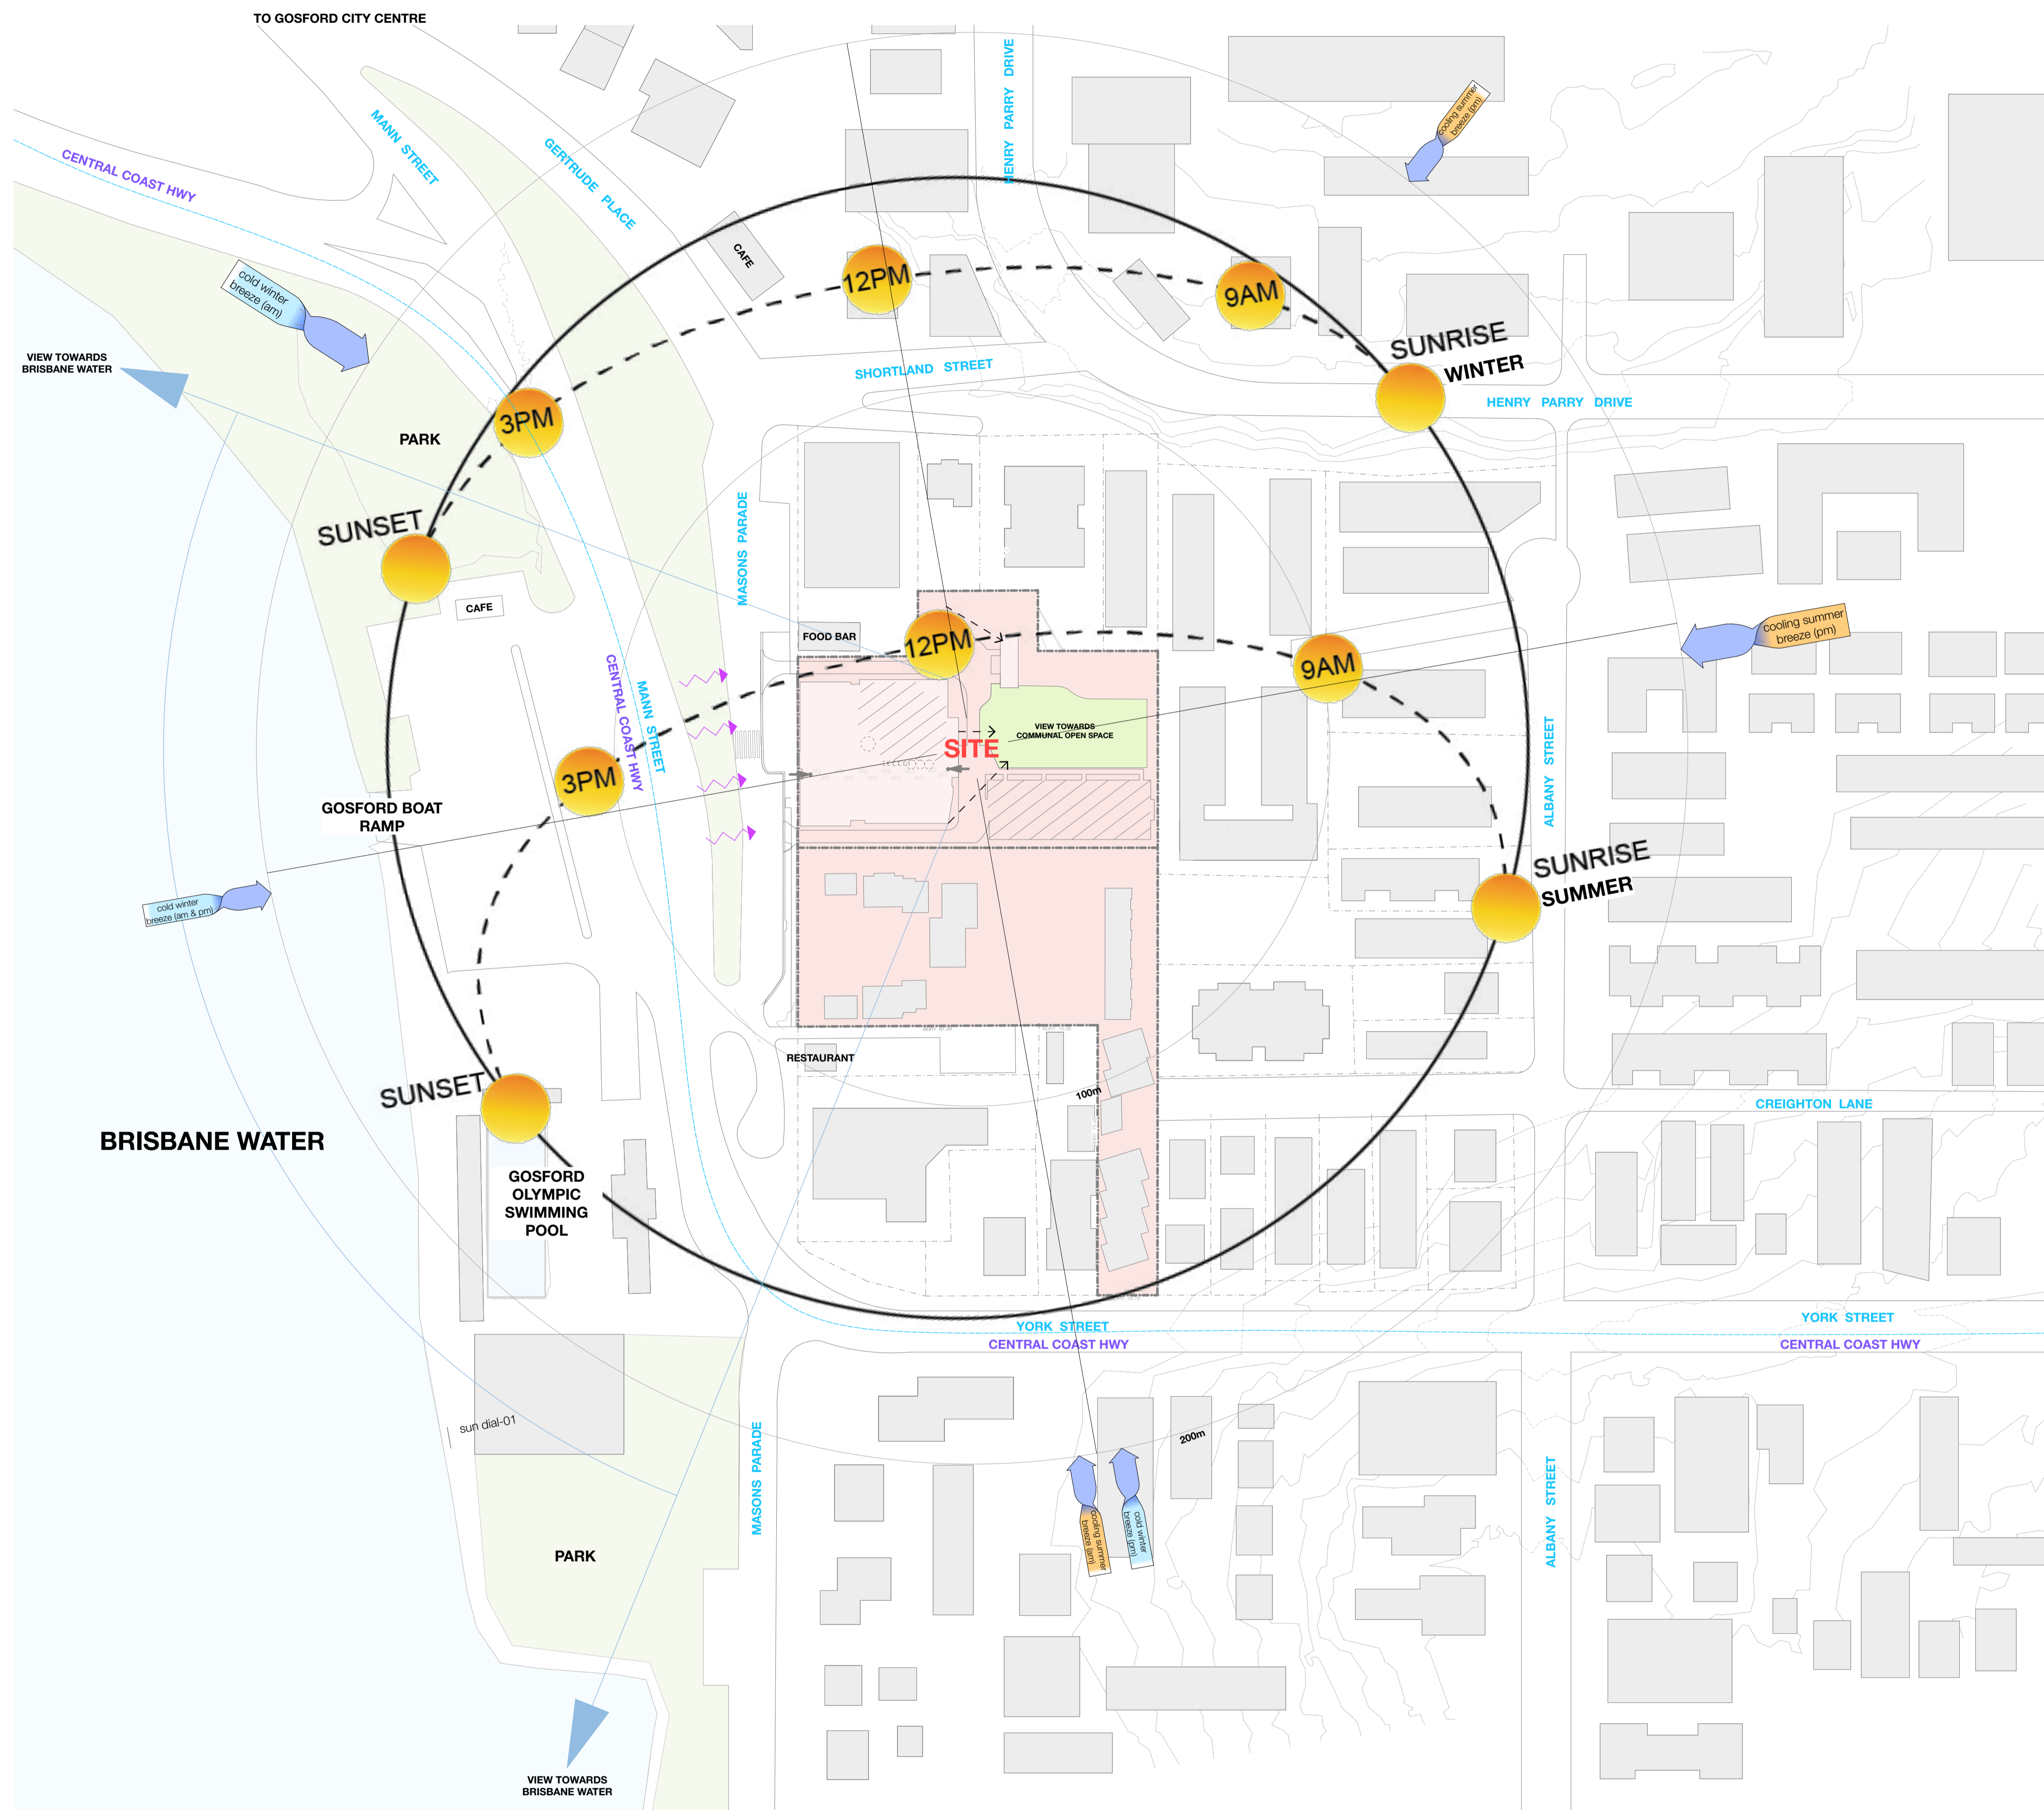 TO GOSFORD CITY CENTRE
HENRY PARRY DRIVE
MANN STREET
GERTRUDE PLACE
CENTRAL COAST HWY
cooling summer
breeze (pm)
CAFE
12PM
9AM
cold winter
breeze (am)
VIEW TOWARDS
BRISBANE WATER
SUNRISE
WINTER
SHORTLAND STREET
HENRY PARRY DRIVE
3PM
PARK
SUNSET
MASONS PARADE
CAFE
FOOD BAR
12PM
9AM
cooling summer
breeze (pm)
CENTRAL COAST HWY
MANN STREET
VIEW TOWARDS
COMMUNAL OPEN SPACE
SITE
ALBANY STREET
3PM
GOSFORD BOAT
RAMP
SUNRISE
SUMMER
cold winter
breeze (am & pm)
RESTAURANT
100m
SUNSET
CREIGHTON LANE
BRISBANE WATER
GOSFORD
OLYMPIC
SWIMMING
POOL
YORK STREET
CENTRAL COAST HWY
YORK STREET
CENTRAL COAST HWY
sun dial-01
200m
MASONS PARADE
cooling summer
breeze (am)
cold winter
breeze (pm)
ALBANY STREET
PARK
VIEW TOWARDS
BRISBANE WATER